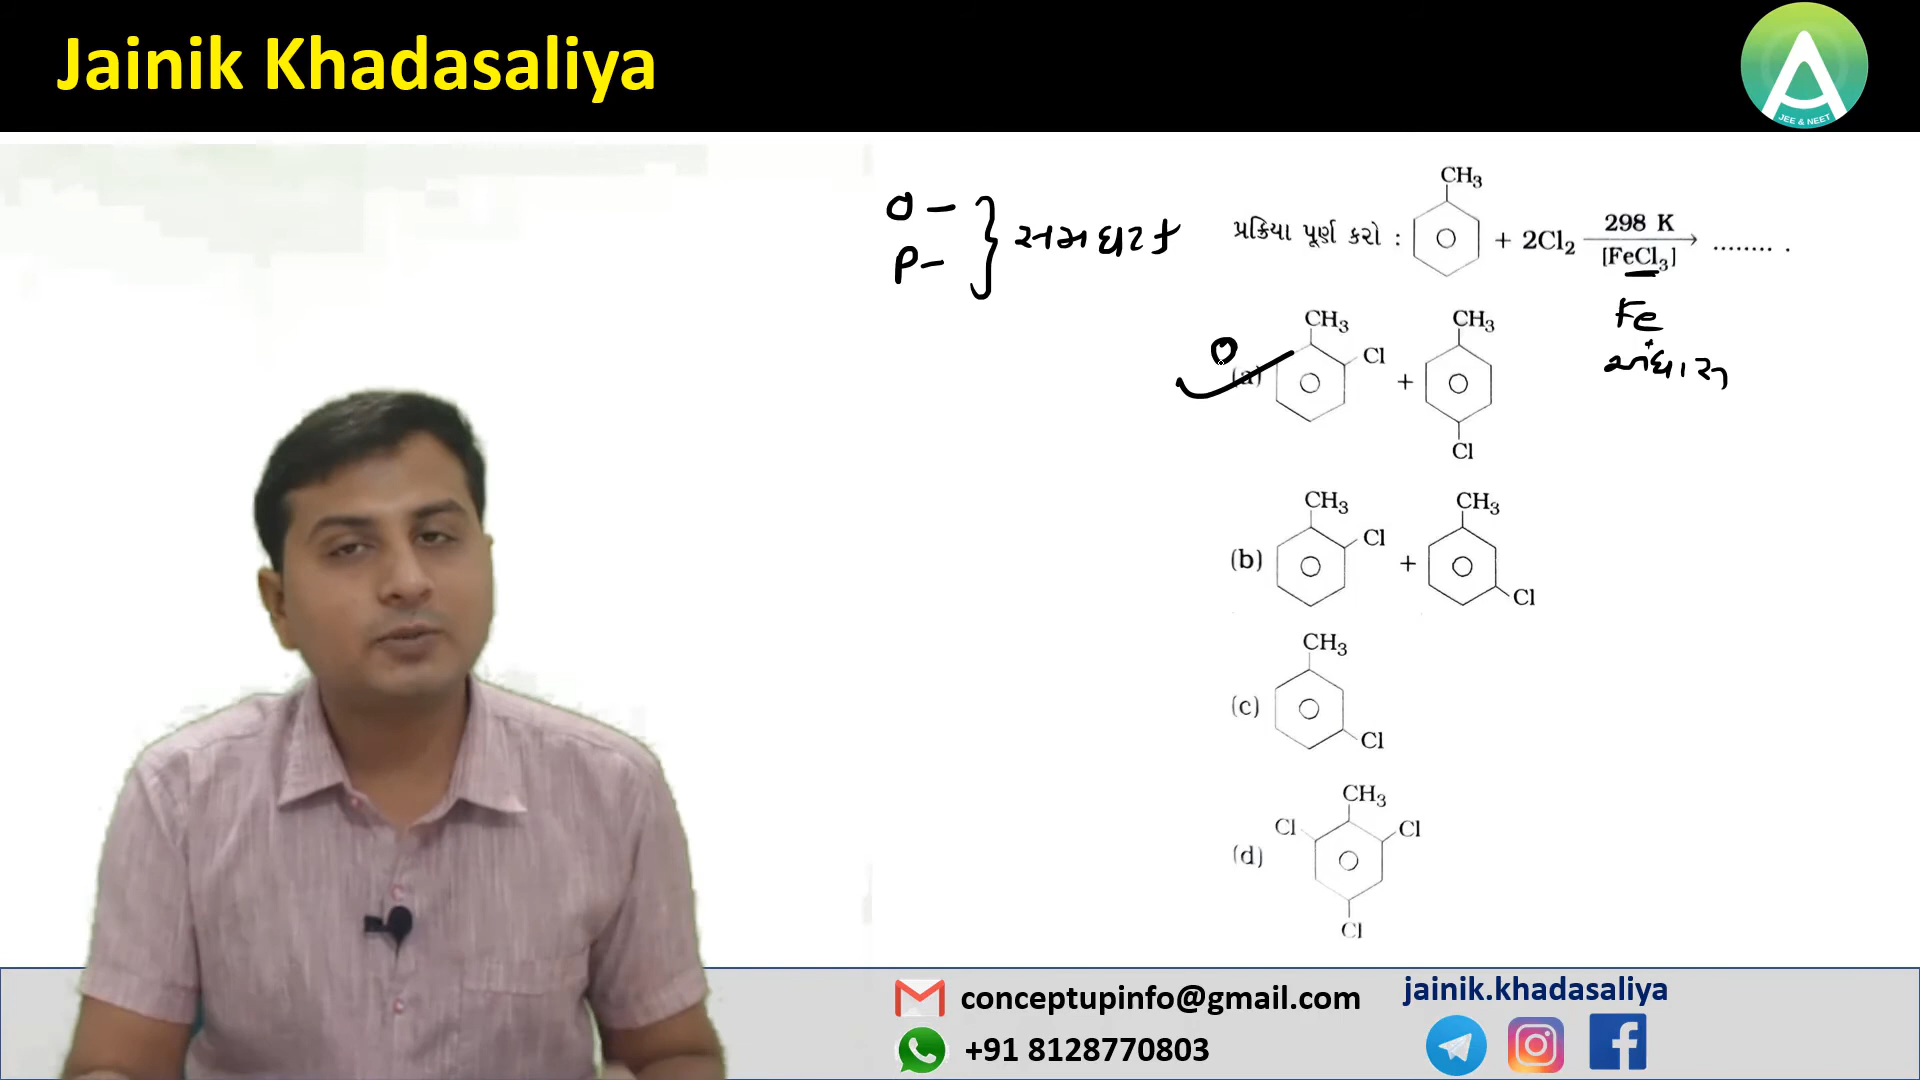 Jainik Khadasaliya
JEE & NEET
O –
P –
સમઘટક
પ્રક્રિયા પૂર્ણ કરો : CH₃ + 2Cl₂ 298 K [FeCl₃] ........ .
Fe
અંધારુ
O
(a) CH₃ Cl + CH₃ Cl
(b) CH₃ Cl + CH₃ Cl
(c) CH₃ Cl
(d) CH₃ Cl Cl Cl
conceptupinfo@gmail.com
+91 8128770803
jainik.khadasaliya